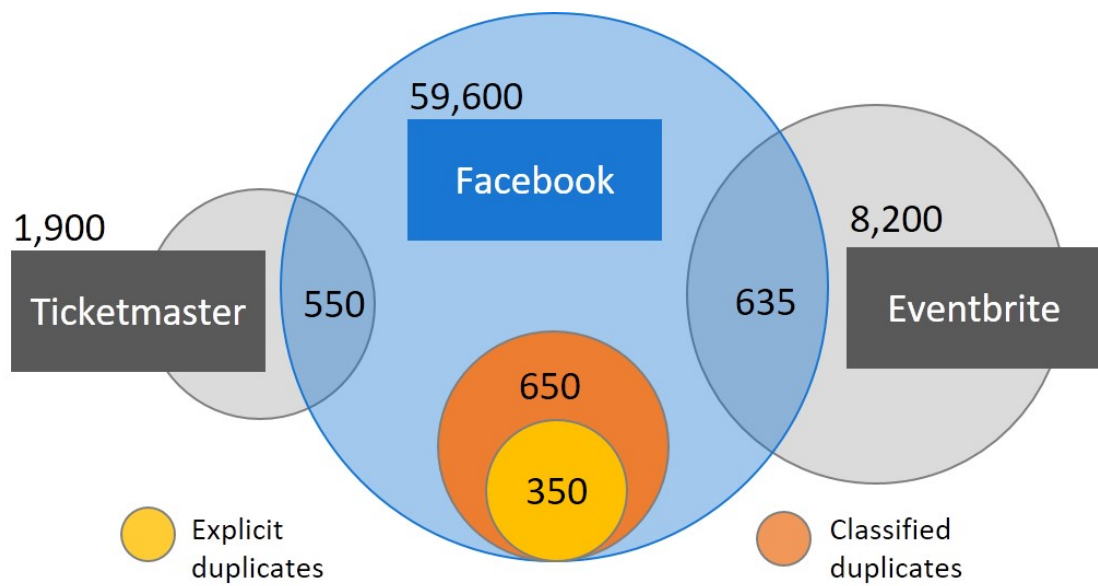 59,600
Facebook
1,900
Ticketmaster
550
8,200
Eventbrite
635
650
350
Explicit
duplicates
Classified
duplicates